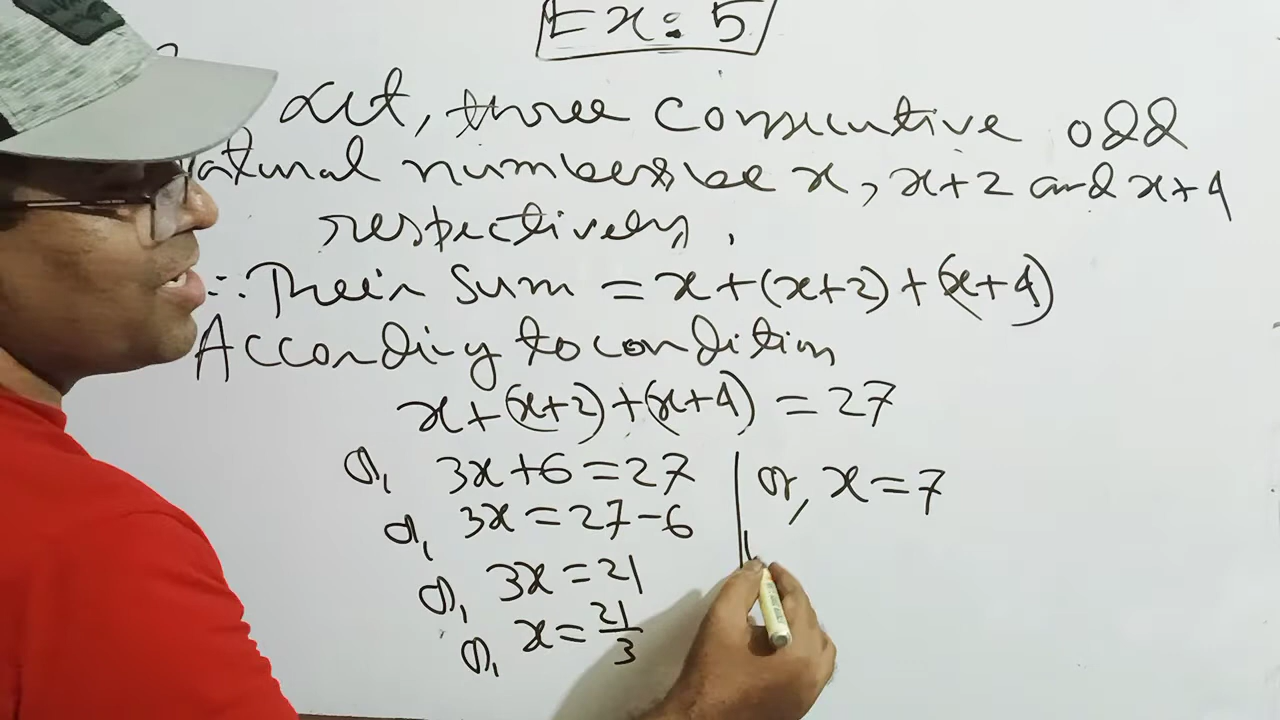 Ex: 5
Let, three consecutive odd
natural numbers be x, x+2 and x+4
respectively.
∴ Their sum = x+(x+2)+(x+4)
According to condition
x+(x+2)+(x+4) = 27
or, 3x+6=27
or, 3x=27-6
or, 3x=21
or, x=21/3
or, x=7